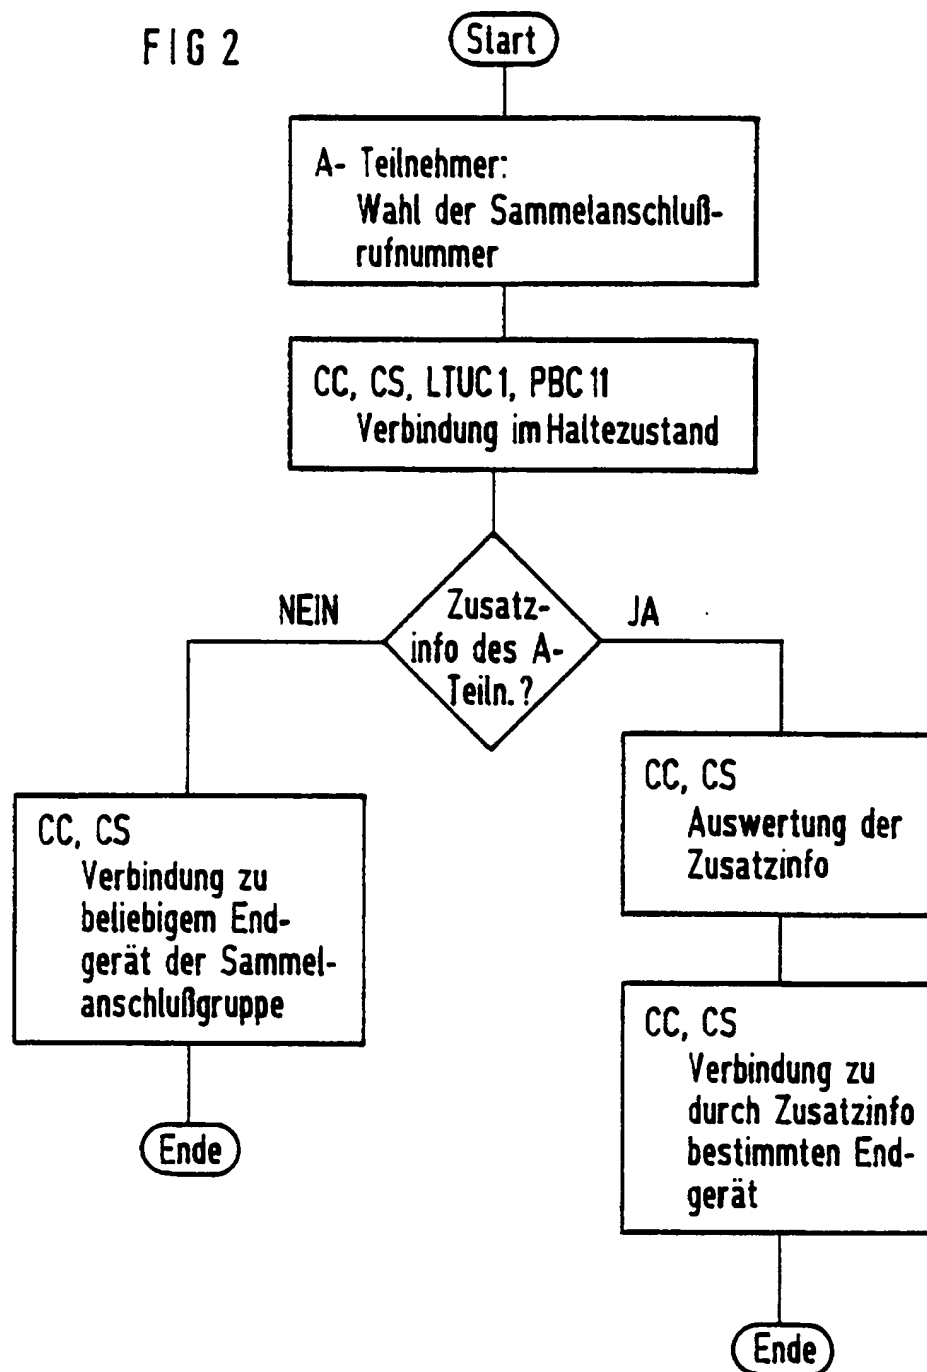 FIG 2
Start
A- Teilnehmer:
Wahl der Sammelanschluß-
rufnummer
CC, CS, LTUC 1, PBC 11
Verbindung im Haltezustand
Zusatz-
info des A-
Teiln. ?
NEIN
JA
CC, CS
Verbindung zu
beliebigem End-
gerät der Sammel-
anschlußgruppe
Ende
CC, CS
Auswertung der
Zusatzinfo
CC, CS
Verbindung zu
durch Zusatzinfo
bestimmten End-
gerät
Ende